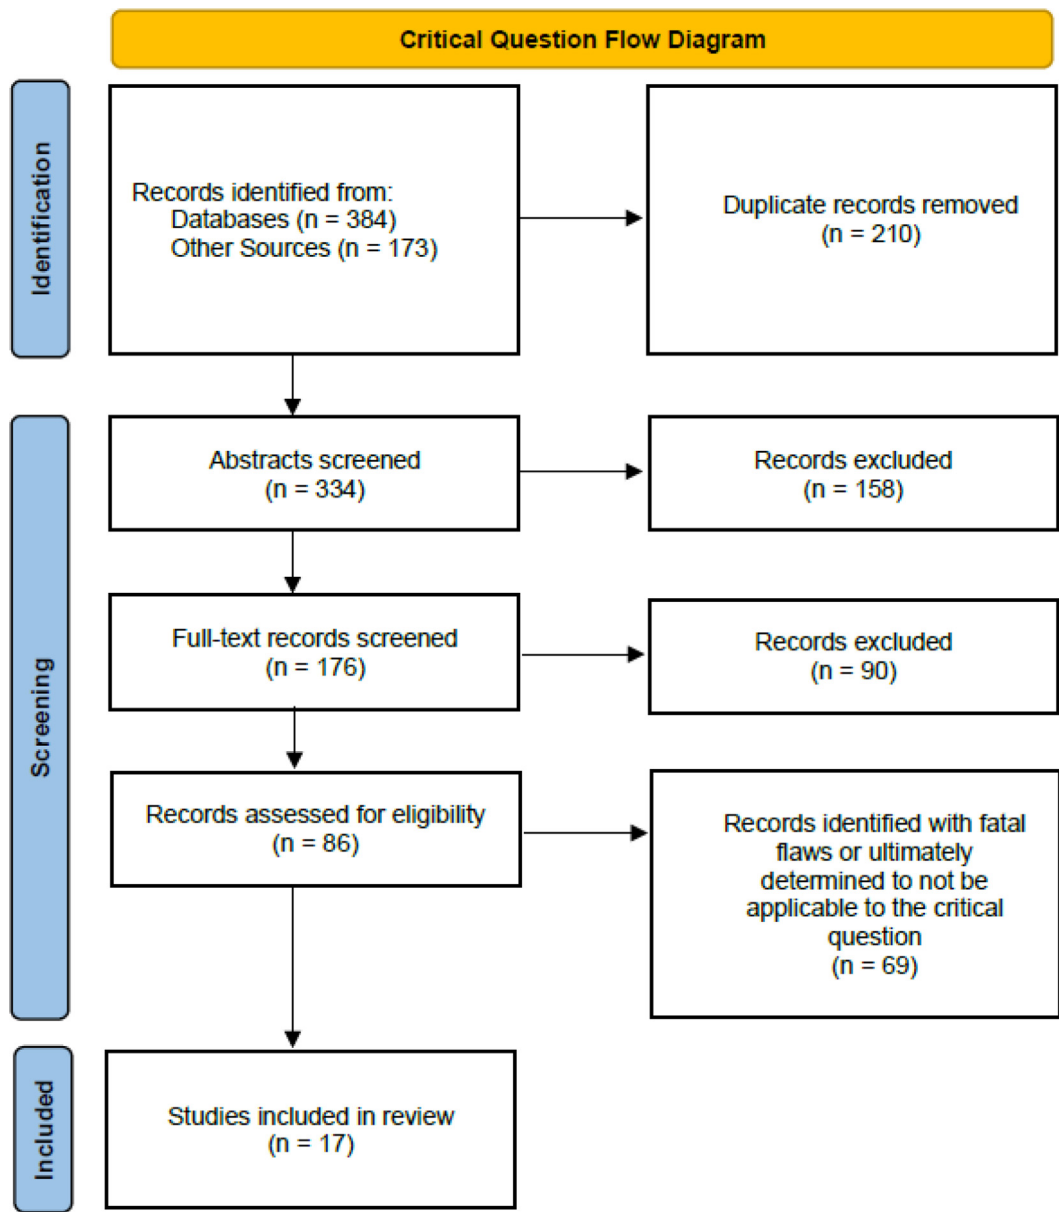 Critical Question Flow Diagram
Identification
Records identified from:
Databases (n = 384)
Other Sources (n = 173)
Duplicate records removed
(n = 210)
Screening
Abstracts screened
(n = 334)
Records excluded
(n = 158)
Full-text records screened
(n = 176)
Records excluded
(n = 90)
Records assessed for eligibility
(n = 86)
Records identified with fatal
flaws or ultimately
determined to not be
applicable to the critical
question
(n = 69)
Included
Studies included in review
(n = 17)